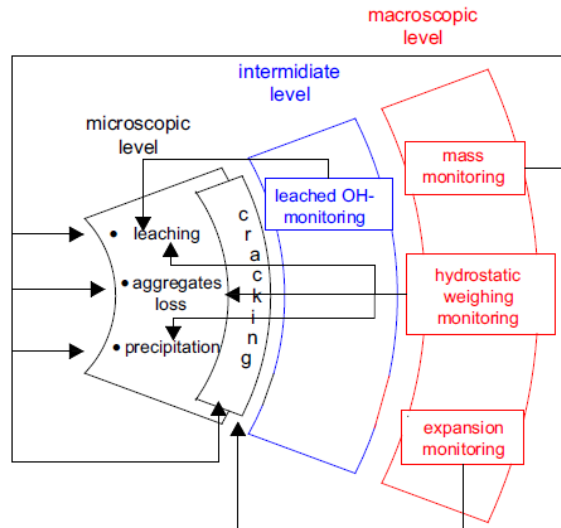 macroscopic
level
intermidiate
level
microscopic
level
mass
monitoring
leached OH-
monitoring
cracking
• leaching
• aggregates
loss
• precipitation
hydrostatic
weighing
monitoring
expansion
monitoring